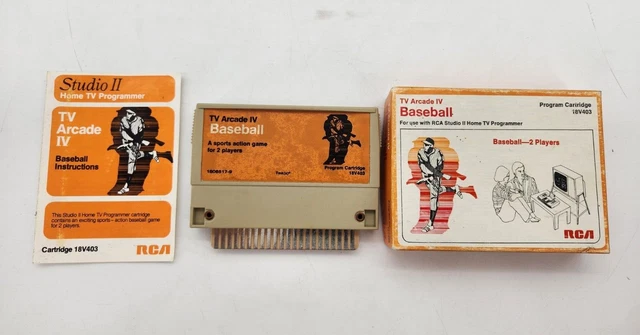 Studio II
Home TV Programmer
TV
Arcade
IV
Baseball
Instructions
This Studio II Home TV Programmer cartridge
contains an exciting sports - action baseball game
for 2 players.
Cartridge 18V403
RCA
TV Arcade IV
Baseball
A sports action game
for 2 players
Program Cartridge
18V403
TV Arcade IV
Baseball
For use with RCA Studio II Home TV Programmer
Program Cartridge
18V403
Baseball—2 Players
RCA